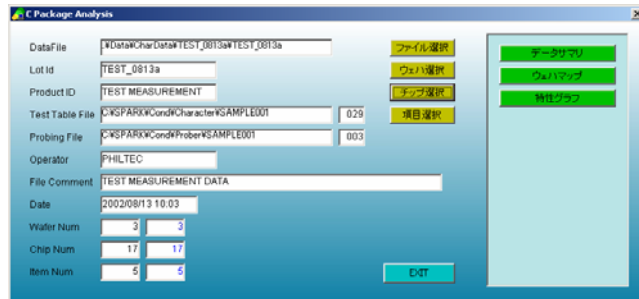 C Package Analysis
DataFile .¥Data¥CharData¥TEST_0813a¥TEST_0813a ファイル選択
Lot Id TEST_0813a ウェハ選択
Product ID TEST MEASUREMENT チップ選択
Test Table File C:¥SPARX¥Cond¥Character¥SAMPLE001 029 項目選択
Probing File C:¥SPARX¥Cond¥Prober¥SAMPLE001 003
Operator PHILTEC
File Comment TEST MEASUREMENT DATA
Date 2002/08/13 10:03
Wafer Num 3 3
Chip Num 17 17
Item Num 5 5
EXIT
データサマリ
ウェハマップ
特性グラフ